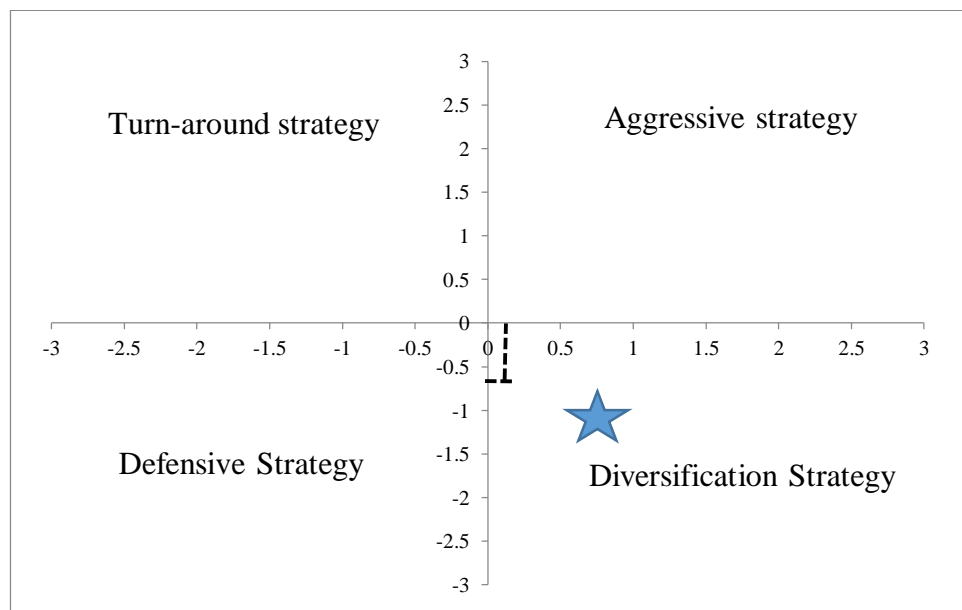 3
2.5
Turn-around strategy
Aggressive strategy
2
1.5
1
0.5
0
-3 -2.5 -2 -1.5 -1 -0.5 0 0.5 1 1.5 2 2.5 3
-0.5
-1
-1.5
Defensive Strategy
Diversification Strategy
-2
-2.5
-3